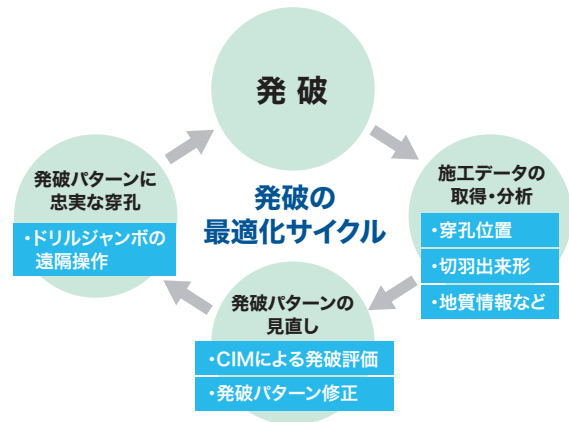 発破
発破の
最適化サイクル
施工データの
取得・分析
・穿孔位置
・切羽出来形
・地質情報など
発破パターンの
見直し
・CIMによる発破評価
・発破パターン修正
発破パターンに
忠実な穿孔
・ドリルジャンボの
遠隔操作